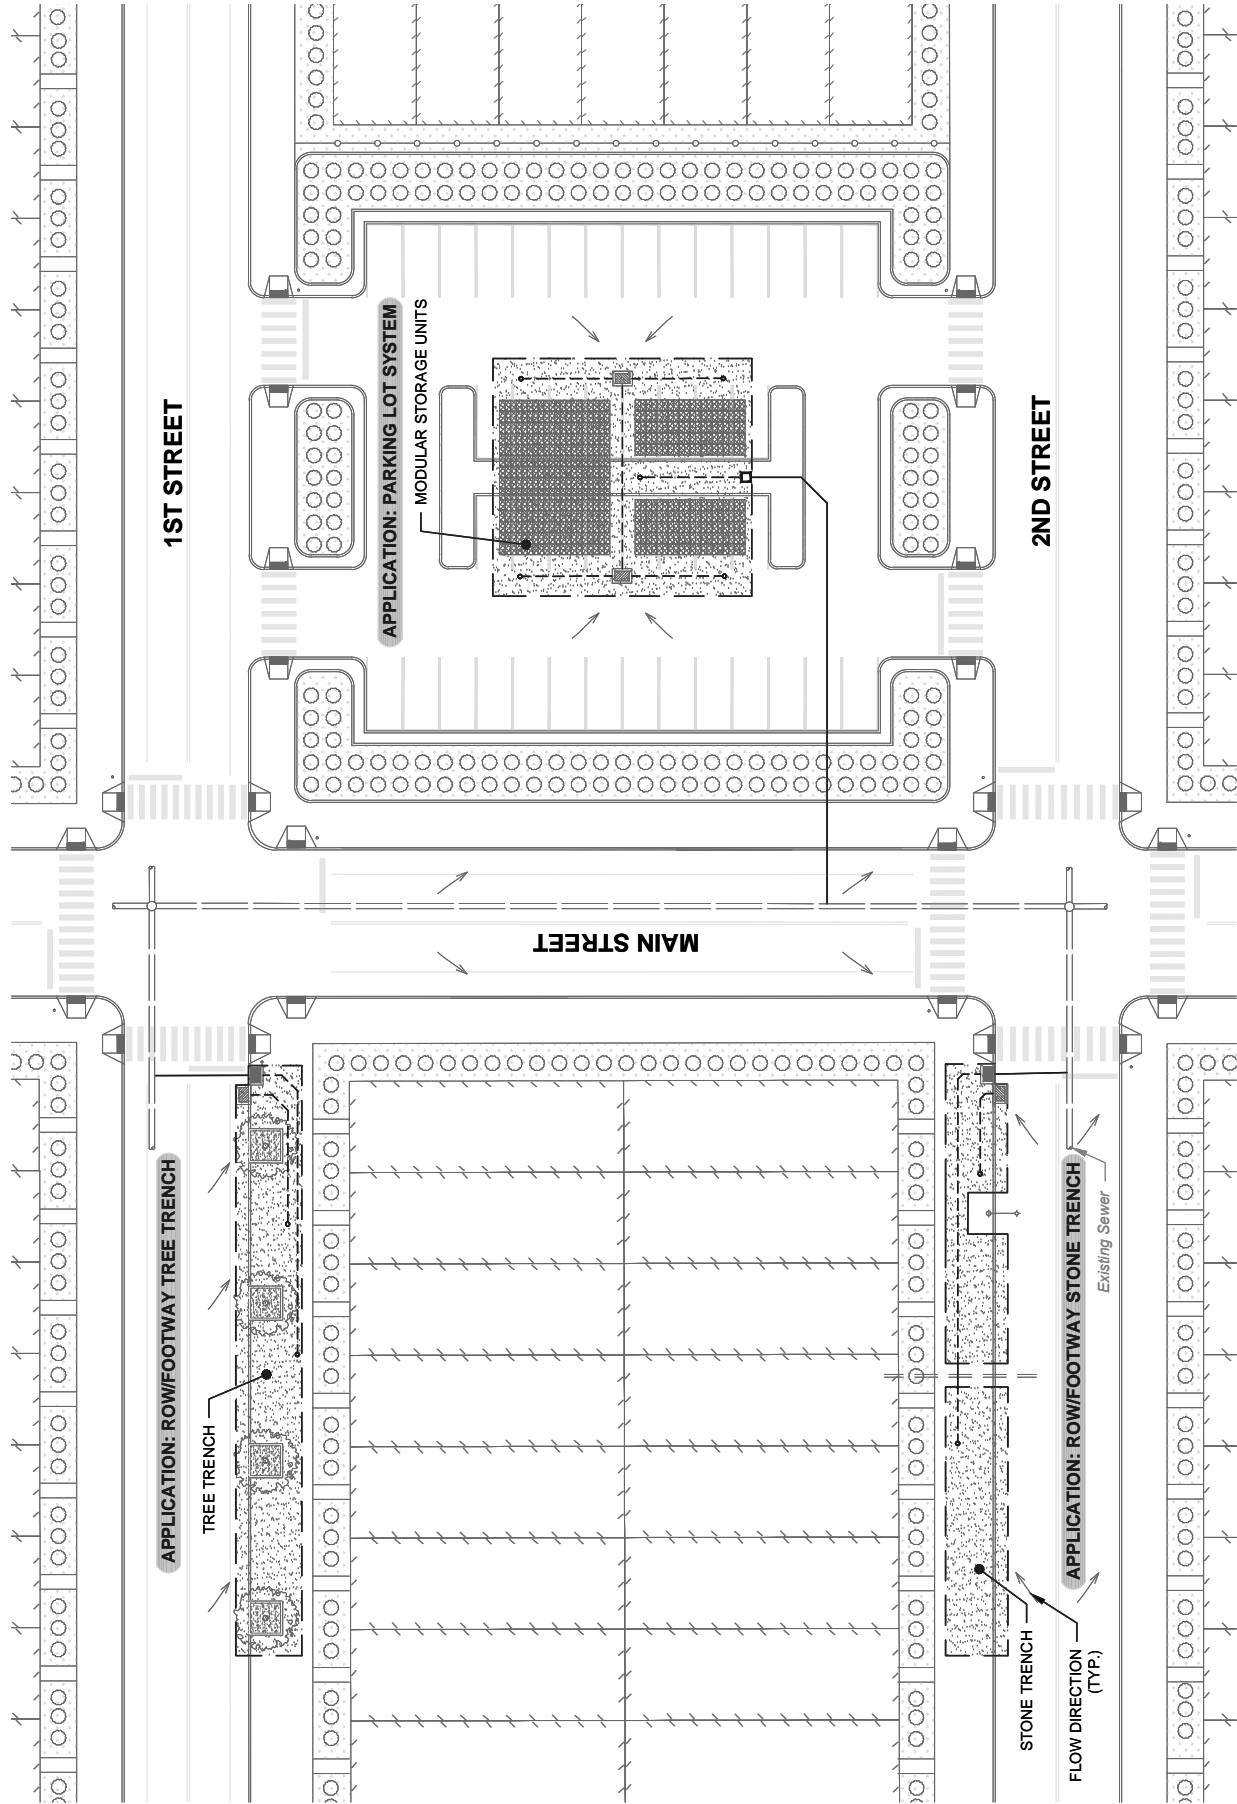 1ST STREET
APPLICATION: PARKING LOT SYSTEM
MODULAR STORAGE UNITS
2ND STREET
MAIN STREET
APPLICATION: ROW/FOOTWAY TREE TRENCH
TREE TRENCH
APPLICATION: ROW/FOOTWAY STONE TRENCH
Existing Sewer
STONE TRENCH
FLOW DIRECTION
(TYP.)